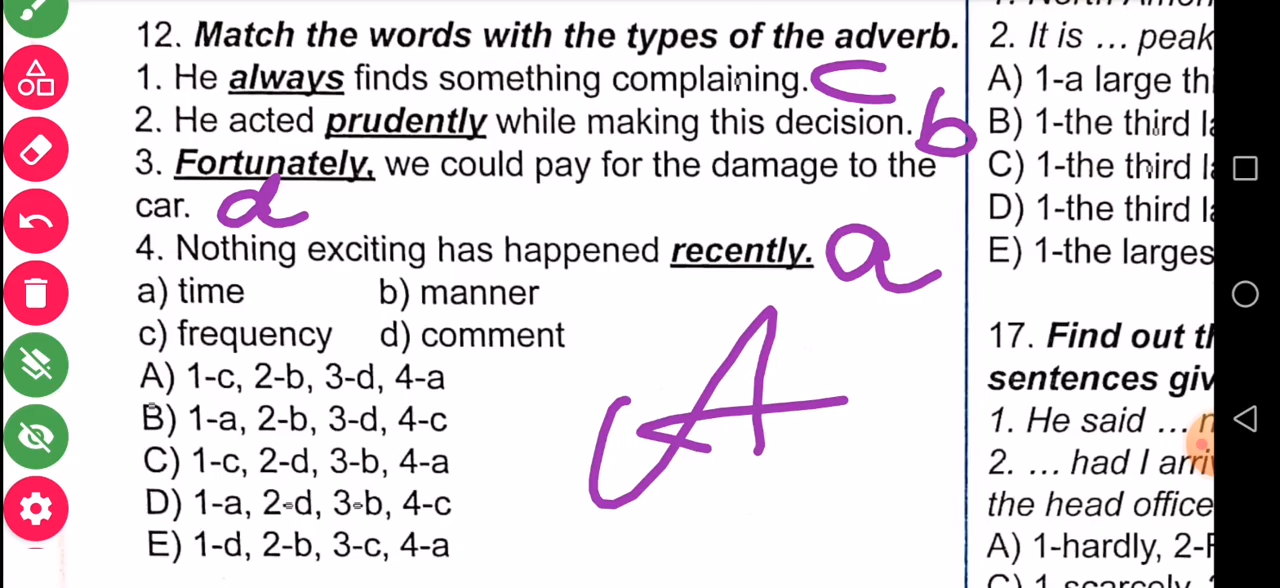 12. Match the words with the types of the adverb.
1. He always finds something complaining. c
2. He acted prudently while making this decision. b
3. Fortunately, we could pay for the damage to the
car. d
4. Nothing exciting has happened recently. a
a) time b) manner
c) frequency d) comment
A) 1-c, 2-b, 3-d, 4-a
B) 1-a, 2-b, 3-d, 4-c
C) 1-c, 2-d, 3-b, 4-a
D) 1-a, 2-d, 3-b, 4-c
E) 1-d, 2-b, 3-c, 4-a
A
2. It is ... peak
A) 1-a large
B) 1-the third
C) 1-the third
D) 1-the third
E) 1-the larges
17. Find out
sentences
1. He said ...
2. ... had I
the head office
A) 1-hardly,